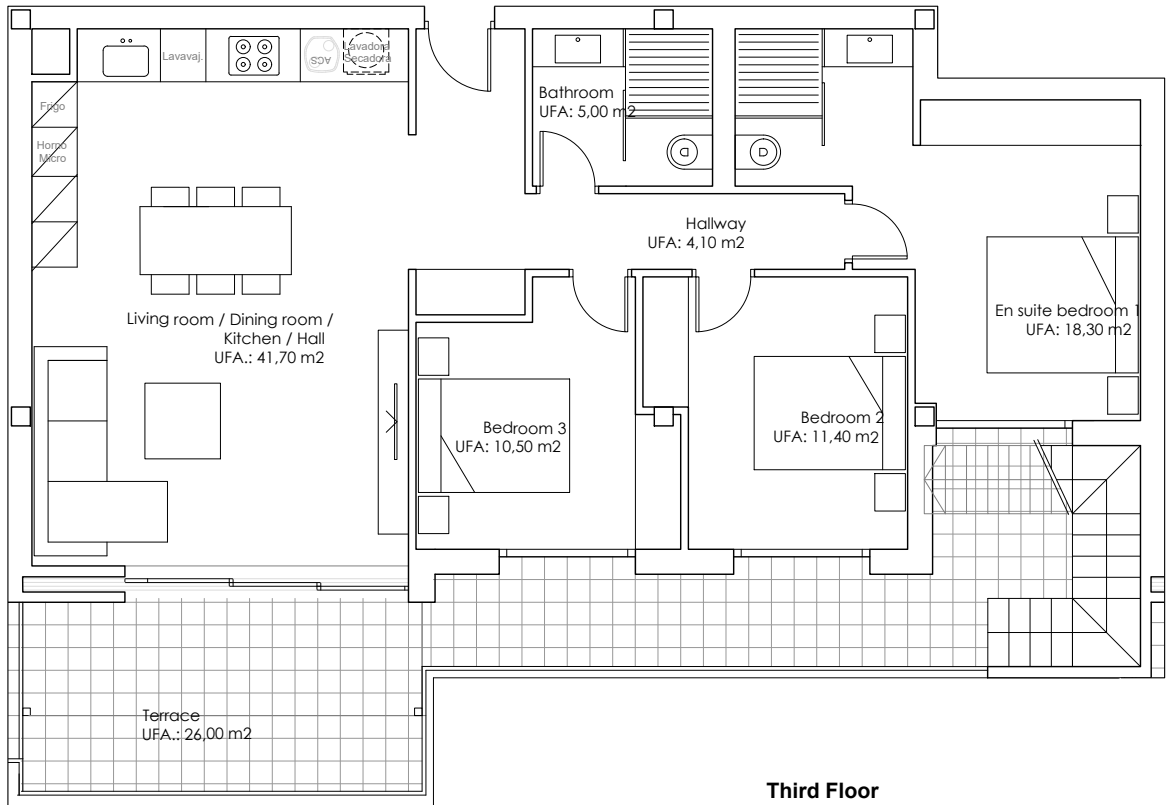 Lavavaj.
ACS
Lavadora
Secadora
Frigo
Horno
Micro
Bathroom
UFA: 5,00 m2
Hallway
UFA: 4,10 m2
Living room / Dining room /
Kitchen / Hall
UFA.: 41,70 m2
En suite bedroom 1
UFA: 18,30 m2
Bedroom 3
UFA: 10,50 m2
Bedroom 2
UFA: 11,40 m2
Terrace
UFA.: 26,00 m2
Third Floor